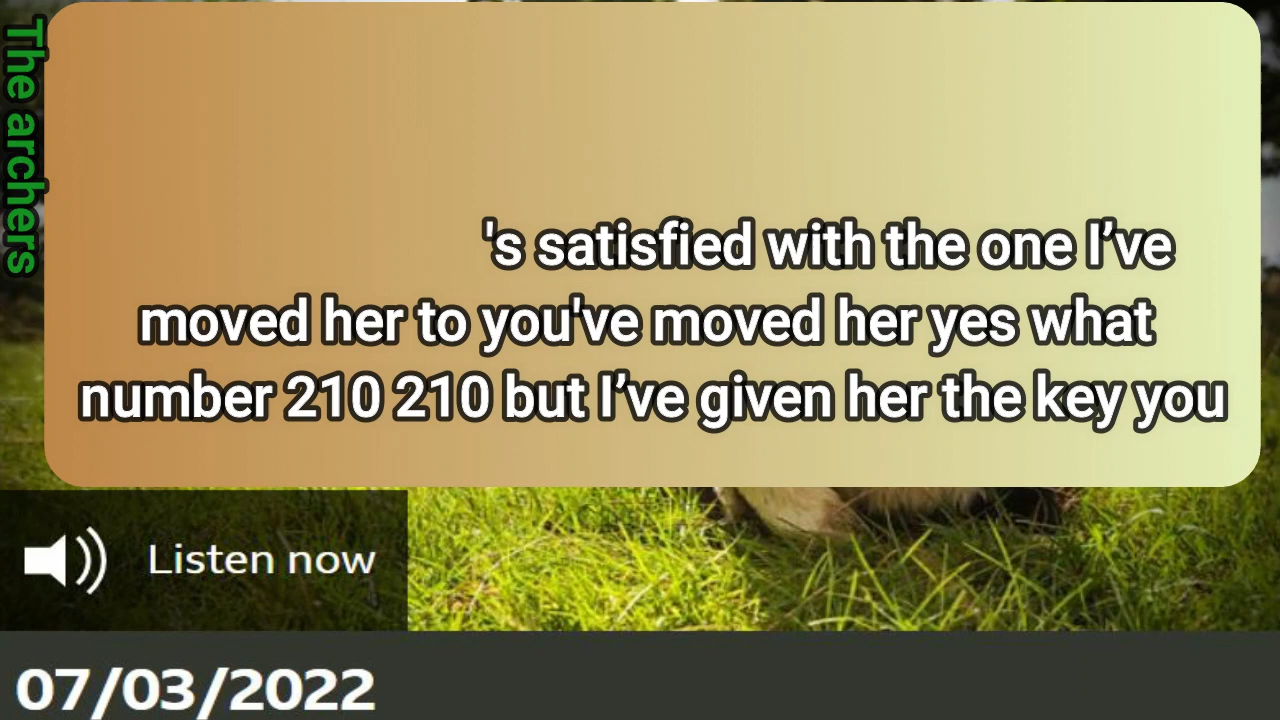 The archers
's satisfied with the one I’ve
moved her to you've moved her yes what
number 210 210 but I’ve given her the key you
Listen now
07/03/2022